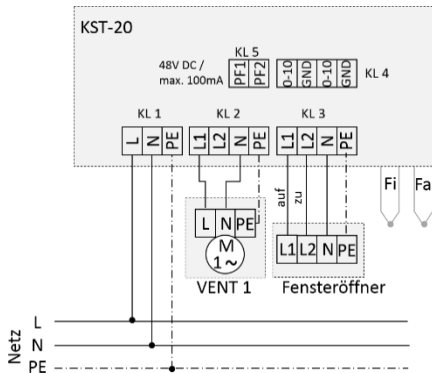 KST-20
KL 5
48V DC /
max. 100mA
PF1 PF2
0-10 GND 0-10 GND
KL 4
KL 1 KL 2 KL 3
L N PE
L1 L2 N PE
L1 L2 N PE
auf zu
Fi Fa
L N PE
M
1~
VENT 1
L1 L2 N PE
Fensteröffner
Netz
L
N
PE